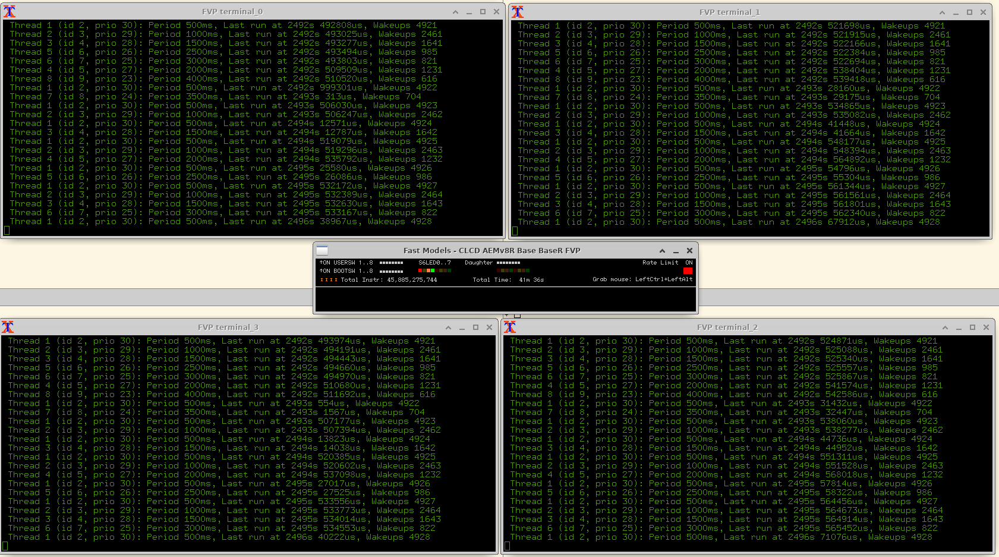 FVP terminal_0
Thread 1 (id 2, prio 30): Period 500ms, Last run at 2492s 492808us, Wakeups 4921
Thread 2 (id 3, prio 29): Period 1000ms, Last run at 2492s 493025us, Wakeups 2461
Thread 3 (id 4, prio 28): Period 1500ms, Last run at 2492s 493277us, Wakeups 1641
Thread 5 (id 6, prio 26): Period 2500ms, Last run at 2492s 493494us, Wakeups 985
Thread 6 (id 7, prio 25): Period 3000ms, Last run at 2492s 493803us, Wakeups 821
Thread 4 (id 5, prio 27): Period 2000ms, Last run at 2492s 509509us, Wakeups 1231
Thread 8 (id 9, prio 23): Period 4000ms, Last run at 2492s 510520us, Wakeups 616
Thread 1 (id 2, prio 30): Period 500ms, Last run at 2492s 999301us, Wakeups 4922
Thread 7 (id 8, prio 24): Period 3500ms, Last run at 2493s 313us, Wakeups 704
Thread 1 (id 2, prio 30): Period 500ms, Last run at 2493s 506030us, Wakeups 4923
Thread 2 (id 3, prio 29): Period 1000ms, Last run at 2493s 506247us, Wakeups 2462
Thread 1 (id 2, prio 30): Period 500ms, Last run at 2494s 12571us, Wakeups 4924
Thread 3 (id 4, prio 28): Period 1500ms, Last run at 2494s 12787us, Wakeups 1642
Thread 1 (id 2, prio 30): Period 500ms, Last run at 2494s 519079us, Wakeups 4925
Thread 2 (id 3, prio 29): Period 1000ms, Last run at 2494s 519296us, Wakeups 2463
Thread 4 (id 5, prio 27): Period 2000ms, Last run at 2494s 535792us, Wakeups 1232
Thread 1 (id 2, prio 30): Period 500ms, Last run at 2495s 25580us, Wakeups 4926
Thread 5 (id 6, prio 26): Period 2500ms, Last run at 2495s 26086us, Wakeups 986
Thread 1 (id 2, prio 30): Period 500ms, Last run at 2495s 532172us, Wakeups 4927
Thread 2 (id 3, prio 29): Period 1000ms, Last run at 2495s 532389us, Wakeups 2464
Thread 3 (id 4, prio 28): Period 1500ms, Last run at 2495s 532630us, Wakeups 1643
Thread 6 (id 7, prio 25): Period 3000ms, Last run at 2495s 533167us, Wakeups 822
Thread 1 (id 2, prio 30): Period 500ms, Last run at 2496s 38967us, Wakeups 4928
FVP terminal_1
Thread 1 (id 2, prio 30): Period 500ms, Last run at 2492s 521698us, Wakeups 4921
Thread 2 (id 3, prio 29): Period 1000ms, Last run at 2492s 521915us, Wakeups 2461
Thread 3 (id 4, prio 28): Period 1500ms, Last run at 2492s 522166us, Wakeups 1641
Thread 5 (id 6, prio 26): Period 2500ms, Last run at 2492s 522384us, Wakeups 985
Thread 6 (id 7, prio 25): Period 3000ms, Last run at 2492s 522694us, Wakeups 821
Thread 4 (id 5, prio 27): Period 2000ms, Last run at 2492s 538404us, Wakeups 1231
Thread 8 (id 9, prio 23): Period 4000ms, Last run at 2492s 539418us, Wakeups 616
Thread 1 (id 2, prio 30): Period 500ms, Last run at 2493s 28160us, Wakeups 4922
Thread 7 (id 8, prio 24): Period 3500ms, Last run at 2493s 29175us, Wakeups 704
Thread 1 (id 2, prio 30): Period 500ms, Last run at 2493s 534865us, Wakeups 4923
Thread 2 (id 3, prio 29): Period 1000ms, Last run at 2493s 535082us, Wakeups 2462
Thread 1 (id 2, prio 30): Period 500ms, Last run at 2494s 41448us, Wakeups 4924
Thread 3 (id 4, prio 28): Period 1500ms, Last run at 2494s 41664us, Wakeups 1642
Thread 1 (id 2, prio 30): Period 500ms, Last run at 2494s 548177us, Wakeups 4925
Thread 2 (id 3, prio 29): Period 1000ms, Last run at 2494s 548394us, Wakeups 2463
Thread 4 (id 5, prio 27): Period 2000ms, Last run at 2494s 564892us, Wakeups 1232
Thread 1 (id 2, prio 30): Period 500ms, Last run at 2495s 54796us, Wakeups 4926
Thread 5 (id 6, prio 26): Period 2500ms, Last run at 2495s 55304us, Wakeups 986
Thread 1 (id 2, prio 30): Period 500ms, Last run at 2495s 561344us, Wakeups 4927
Thread 2 (id 3, prio 29): Period 1000ms, Last run at 2495s 561561us, Wakeups 2464
Thread 3 (id 4, prio 28): Period 1500ms, Last run at 2495s 561801us, Wakeups 1643
Thread 6 (id 7, prio 25): Period 3000ms, Last run at 2495s 562340us, Wakeups 822
Thread 1 (id 2, prio 30): Period 500ms, Last run at 2496s 67912us, Wakeups 4928
Fast Models - CLCD AEMv8R Base BaseR FVP
↑ON USERSW 1..8 S6LED0..7 Daughter Rate Limit ON
↑ON BOOTSW 1..8
Total Instr: 45,885,275,744 Total Time: 41m 36s Grab mouse: LeftCtrl+LeftAlt
FVP terminal_3
Thread 1 (id 2, prio 30): Period 500ms, Last run at 2492s 493974us, Wakeups 4921
Thread 2 (id 3, prio 29): Period 1000ms, Last run at 2492s 494191us, Wakeups 2461
Thread 3 (id 4, prio 28): Period 1500ms, Last run at 2492s 494443us, Wakeups 1641
Thread 5 (id 6, prio 26): Period 2500ms, Last run at 2492s 494660us, Wakeups 985
Thread 6 (id 7, prio 25): Period 3000ms, Last run at 2492s 494970us, Wakeups 821
Thread 4 (id 5, prio 27): Period 2000ms, Last run at 2492s 510680us, Wakeups 1231
Thread 8 (id 9, prio 23): Period 4000ms, Last run at 2492s 511692us, Wakeups 616
Thread 1 (id 2, prio 30): Period 500ms, Last run at 2493s 554us, Wakeups 4922
Thread 7 (id 8, prio 24): Period 3500ms, Last run at 2493s 1567us, Wakeups 704
Thread 1 (id 2, prio 30): Period 500ms, Last run at 2493s 507177us, Wakeups 4923
Thread 2 (id 3, prio 29): Period 1000ms, Last run at 2493s 507394us, Wakeups 2462
Thread 1 (id 2, prio 30): Period 500ms, Last run at 2494s 13823us, Wakeups 4924
Thread 3 (id 4, prio 28): Period 1500ms, Last run at 2494s 14038us, Wakeups 1642
Thread 1 (id 2, prio 30): Period 500ms, Last run at 2494s 520385us, Wakeups 4925
Thread 2 (id 3, prio 29): Period 1000ms, Last run at 2494s 520602us, Wakeups 2463
Thread 4 (id 5, prio 27): Period 2000ms, Last run at 2494s 537098us, Wakeups 1232
Thread 1 (id 2, prio 30): Period 500ms, Last run at 2495s 27017us, Wakeups 4926
Thread 5 (id 6, prio 26): Period 2500ms, Last run at 2495s 27525us, Wakeups 986
Thread 1 (id 2, prio 30): Period 500ms, Last run at 2495s 533556us, Wakeups 4927
Thread 2 (id 3, prio 29): Period 1000ms, Last run at 2495s 533773us, Wakeups 2464
Thread 3 (id 4, prio 28): Period 1500ms, Last run at 2495s 534014us, Wakeups 1643
Thread 6 (id 7, prio 25): Period 3000ms, Last run at 2495s 534553us, Wakeups 822
Thread 1 (id 2, prio 30): Period 500ms, Last run at 2496s 40222us, Wakeups 4928
FVP terminal_2
Thread 1 (id 2, prio 30): Period 500ms, Last run at 2492s 524871us, Wakeups 4921
Thread 2 (id 3, prio 29): Period 1000ms, Last run at 2492s 525088us, Wakeups 2461
Thread 3 (id 4, prio 28): Period 1500ms, Last run at 2492s 525340us, Wakeups 1641
Thread 5 (id 6, prio 26): Period 2500ms, Last run at 2492s 525557us, Wakeups 985
Thread 6 (id 7, prio 25): Period 3000ms, Last run at 2492s 525867us, Wakeups 821
Thread 4 (id 5, prio 27): Period 2000ms, Last run at 2492s 541574us, Wakeups 1231
Thread 8 (id 9, prio 23): Period 4000ms, Last run at 2492s 542586us, Wakeups 616
Thread 1 (id 2, prio 30): Period 500ms, Last run at 2493s 31432us, Wakeups 4922
Thread 7 (id 8, prio 24): Period 3500ms, Last run at 2493s 32447us, Wakeups 704
Thread 1 (id 2, prio 30): Period 500ms, Last run at 2493s 538060us, Wakeups 4923
Thread 2 (id 3, prio 29): Period 1000ms, Last run at 2493s 538277us, Wakeups 2462
Thread 1 (id 2, prio 30): Period 500ms, Last run at 2494s 44736us, Wakeups 4924
Thread 3 (id 4, prio 28): Period 1500ms, Last run at 2494s 44952us, Wakeups 1642
Thread 1 (id 2, prio 30): Period 500ms, Last run at 2494s 551311us, Wakeups 4925
Thread 2 (id 3, prio 29): Period 1000ms, Last run at 2494s 551528us, Wakeups 2463
Thread 4 (id 5, prio 27): Period 2000ms, Last run at 2494s 568018us, Wakeups 1232
Thread 1 (id 2, prio 30): Period 500ms, Last run at 2495s 57814us, Wakeups 4926
Thread 5 (id 6, prio 26): Period 2500ms, Last run at 2495s 58322us, Wakeups 986
Thread 1 (id 2, prio 30): Period 500ms, Last run at 2495s 564456us, Wakeups 4927
Thread 2 (id 3, prio 29): Period 1000ms, Last run at 2495s 564673us, Wakeups 2464
Thread 3 (id 4, prio 28): Period 1500ms, Last run at 2495s 564914us, Wakeups 1643
Thread 6 (id 7, prio 25): Period 3000ms, Last run at 2495s 565452us, Wakeups 822
Thread 1 (id 2, prio 30): Period 500ms, Last run at 2496s 71076us, Wakeups 4928